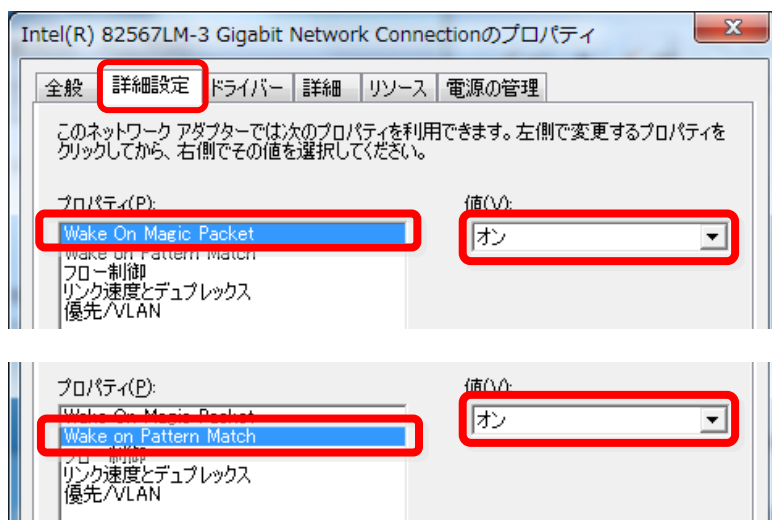 Intel(R) 82567LM-3 Gigabit Network Connectionのプロパティ
全般 詳細設定 ドライバー 詳細 リソース 電源の管理
このネットワーク アダプターでは次のプロパティを利用できます。左側で変更するプロパティを
クリックしてから、右側でその値を選択してください。
プロパティ(P): 値(V):
Wake On Magic Packet オン
Wake on Pattern Match
フロー制御
リンク速度とデュプレックス
優先/VLAN
プロパティ(P): 値(V):
Wake On Magic Packet オン
Wake on Pattern Match
フロー制御
リンク速度とデュプレックス
優先/VLAN